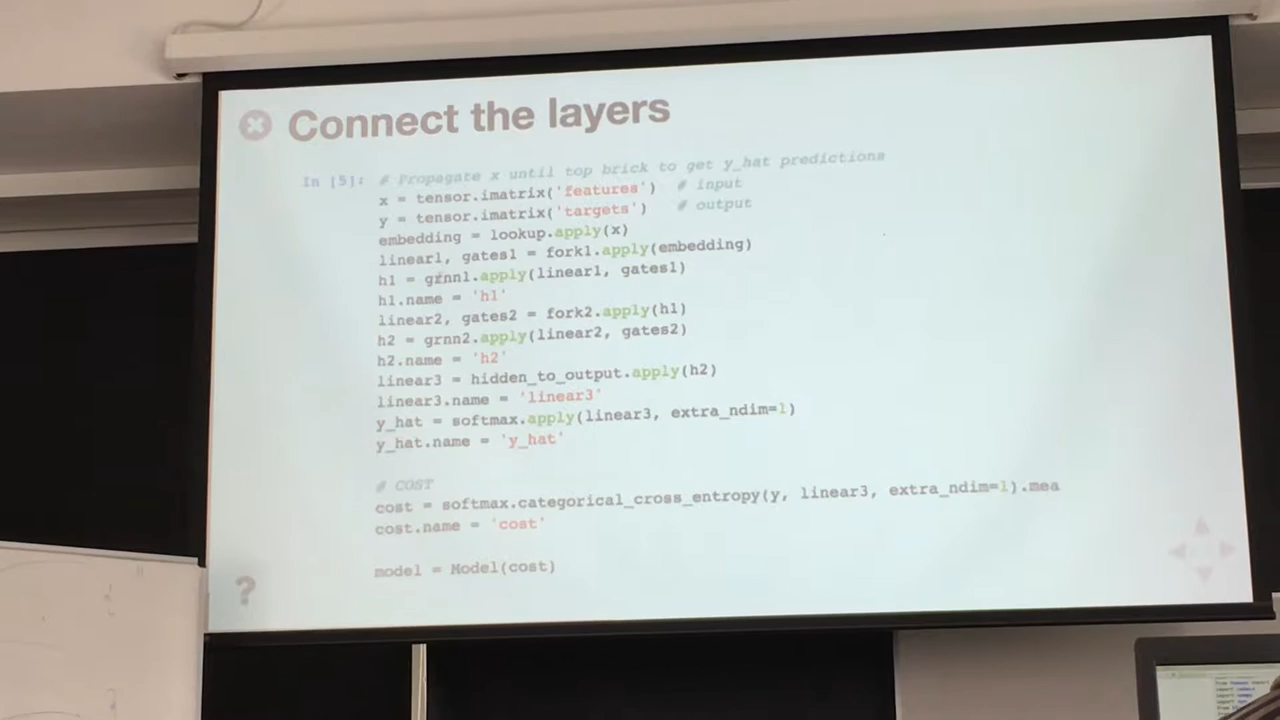 Connect the layers
In [5]: # Propagate x until top brick to get y_hat predictions
x = tensor.imatrix('features') # input
y = tensor.imatrix('targets') # output
embedding = lookup.apply(x)
linear1, gates1 = fork1.apply(embedding)
h1 = grnn1.apply(linear1, gates1)
h1.name = 'h1'
linear2, gates2 = fork2.apply(h1)
h2 = grnn2.apply(linear2, gates2)
h2.name = 'h2'
linear3 = hidden_to_output.apply(h2)
linear3.name = 'linear3'
y_hat = softmax.apply(linear3, extra_ndim=1)
y_hat.name = 'y_hat'
# COST
cost = softmax.categorical_cross_entropy(y, linear3, extra_ndim=1).mea
cost.name = 'cost'
model = Model(cost)
?